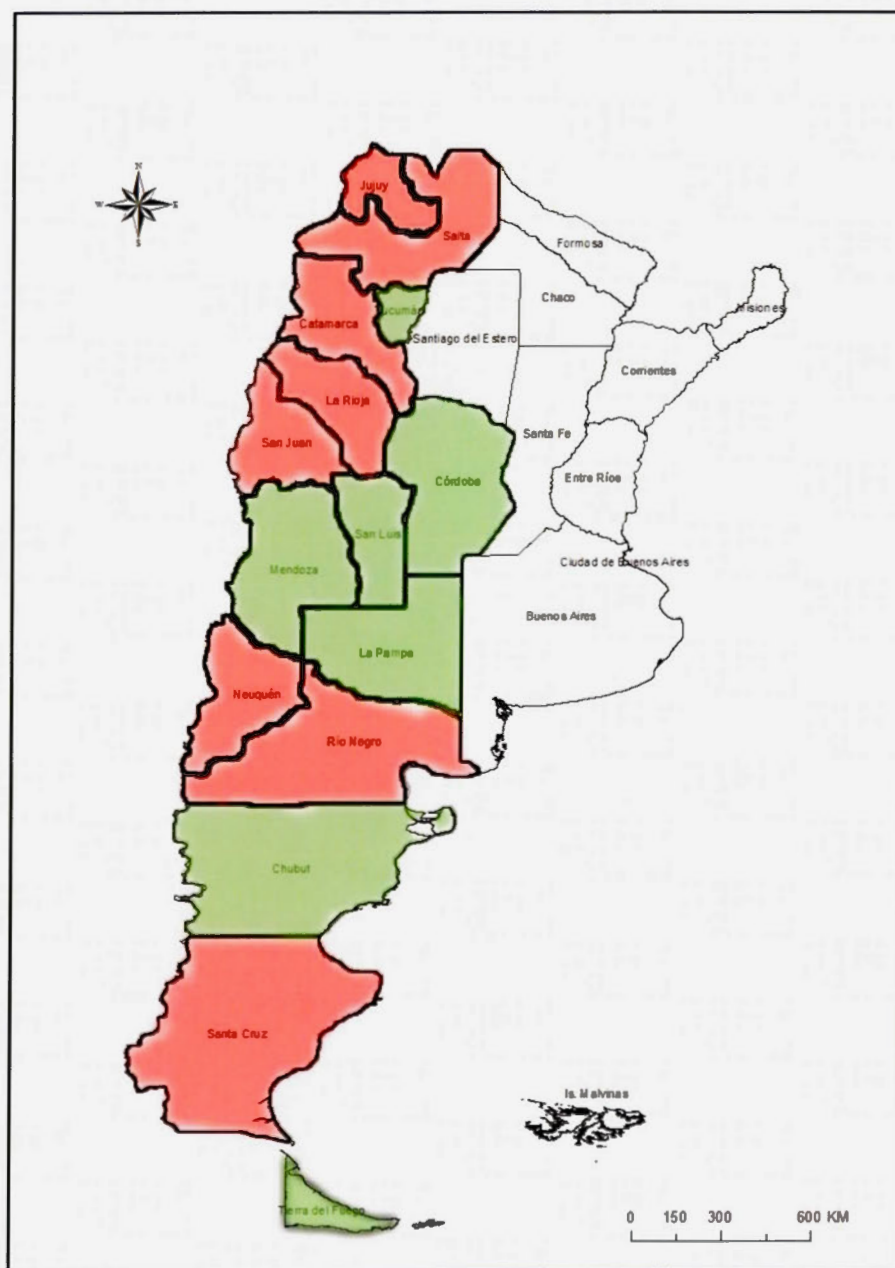 N
W
E
S
Jujuy
Salta
Formosa
Chaco
Misiones
Tucumán
Catamarca
Santiago del Estero
Corrientes
La Rioja
Santa Fe
San Juan
Entre Ríos
Córdoba
San Luis
Ciudad de Buenos Aires
Mendoza
Buenos Aires
La Pampa
Neuquén
Río Negro
Chubut
Santa Cruz
Is. Malvinas
Tierra del Fuego
0 150 300 600 KM